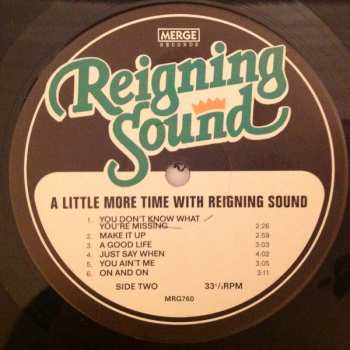 MERGE
RECORDS
Reigning
Sound
A LITTLE MORE TIME WITH REIGNING SOUND
1. YOU DON'T KNOW WHAT
YOU'RE MISSING 2:26
2. MAKE IT UP 2:59
3. A GOOD LIFE 3:03
4. JUST SAY WHEN 4:02
5. YOU AIN'T ME 3:05
6. ON AND ON 3:11
SIDE TWO 33⅓RPM
MRG760